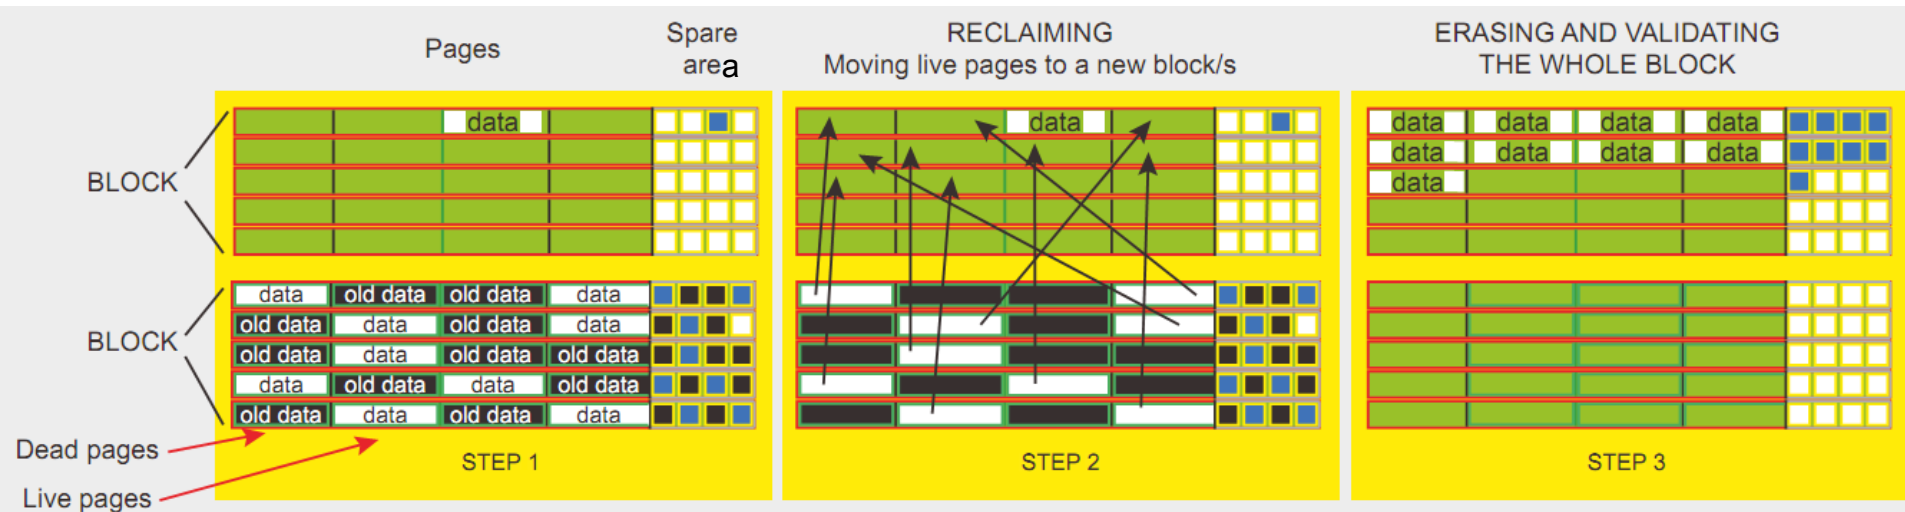 Pages
Spare
area
RECLAIMING
Moving live pages to a new block/s
ERASING AND VALIDATING
THE WHOLE BLOCK
BLOCK
data
BLOCK
data old data old data data
old data data old data data
old data data old data old data
data old data data old data
old data data old data data
Dead pages
Live pages
STEP 1
data
STEP 2
data data data data
data data data data
data
STEP 3